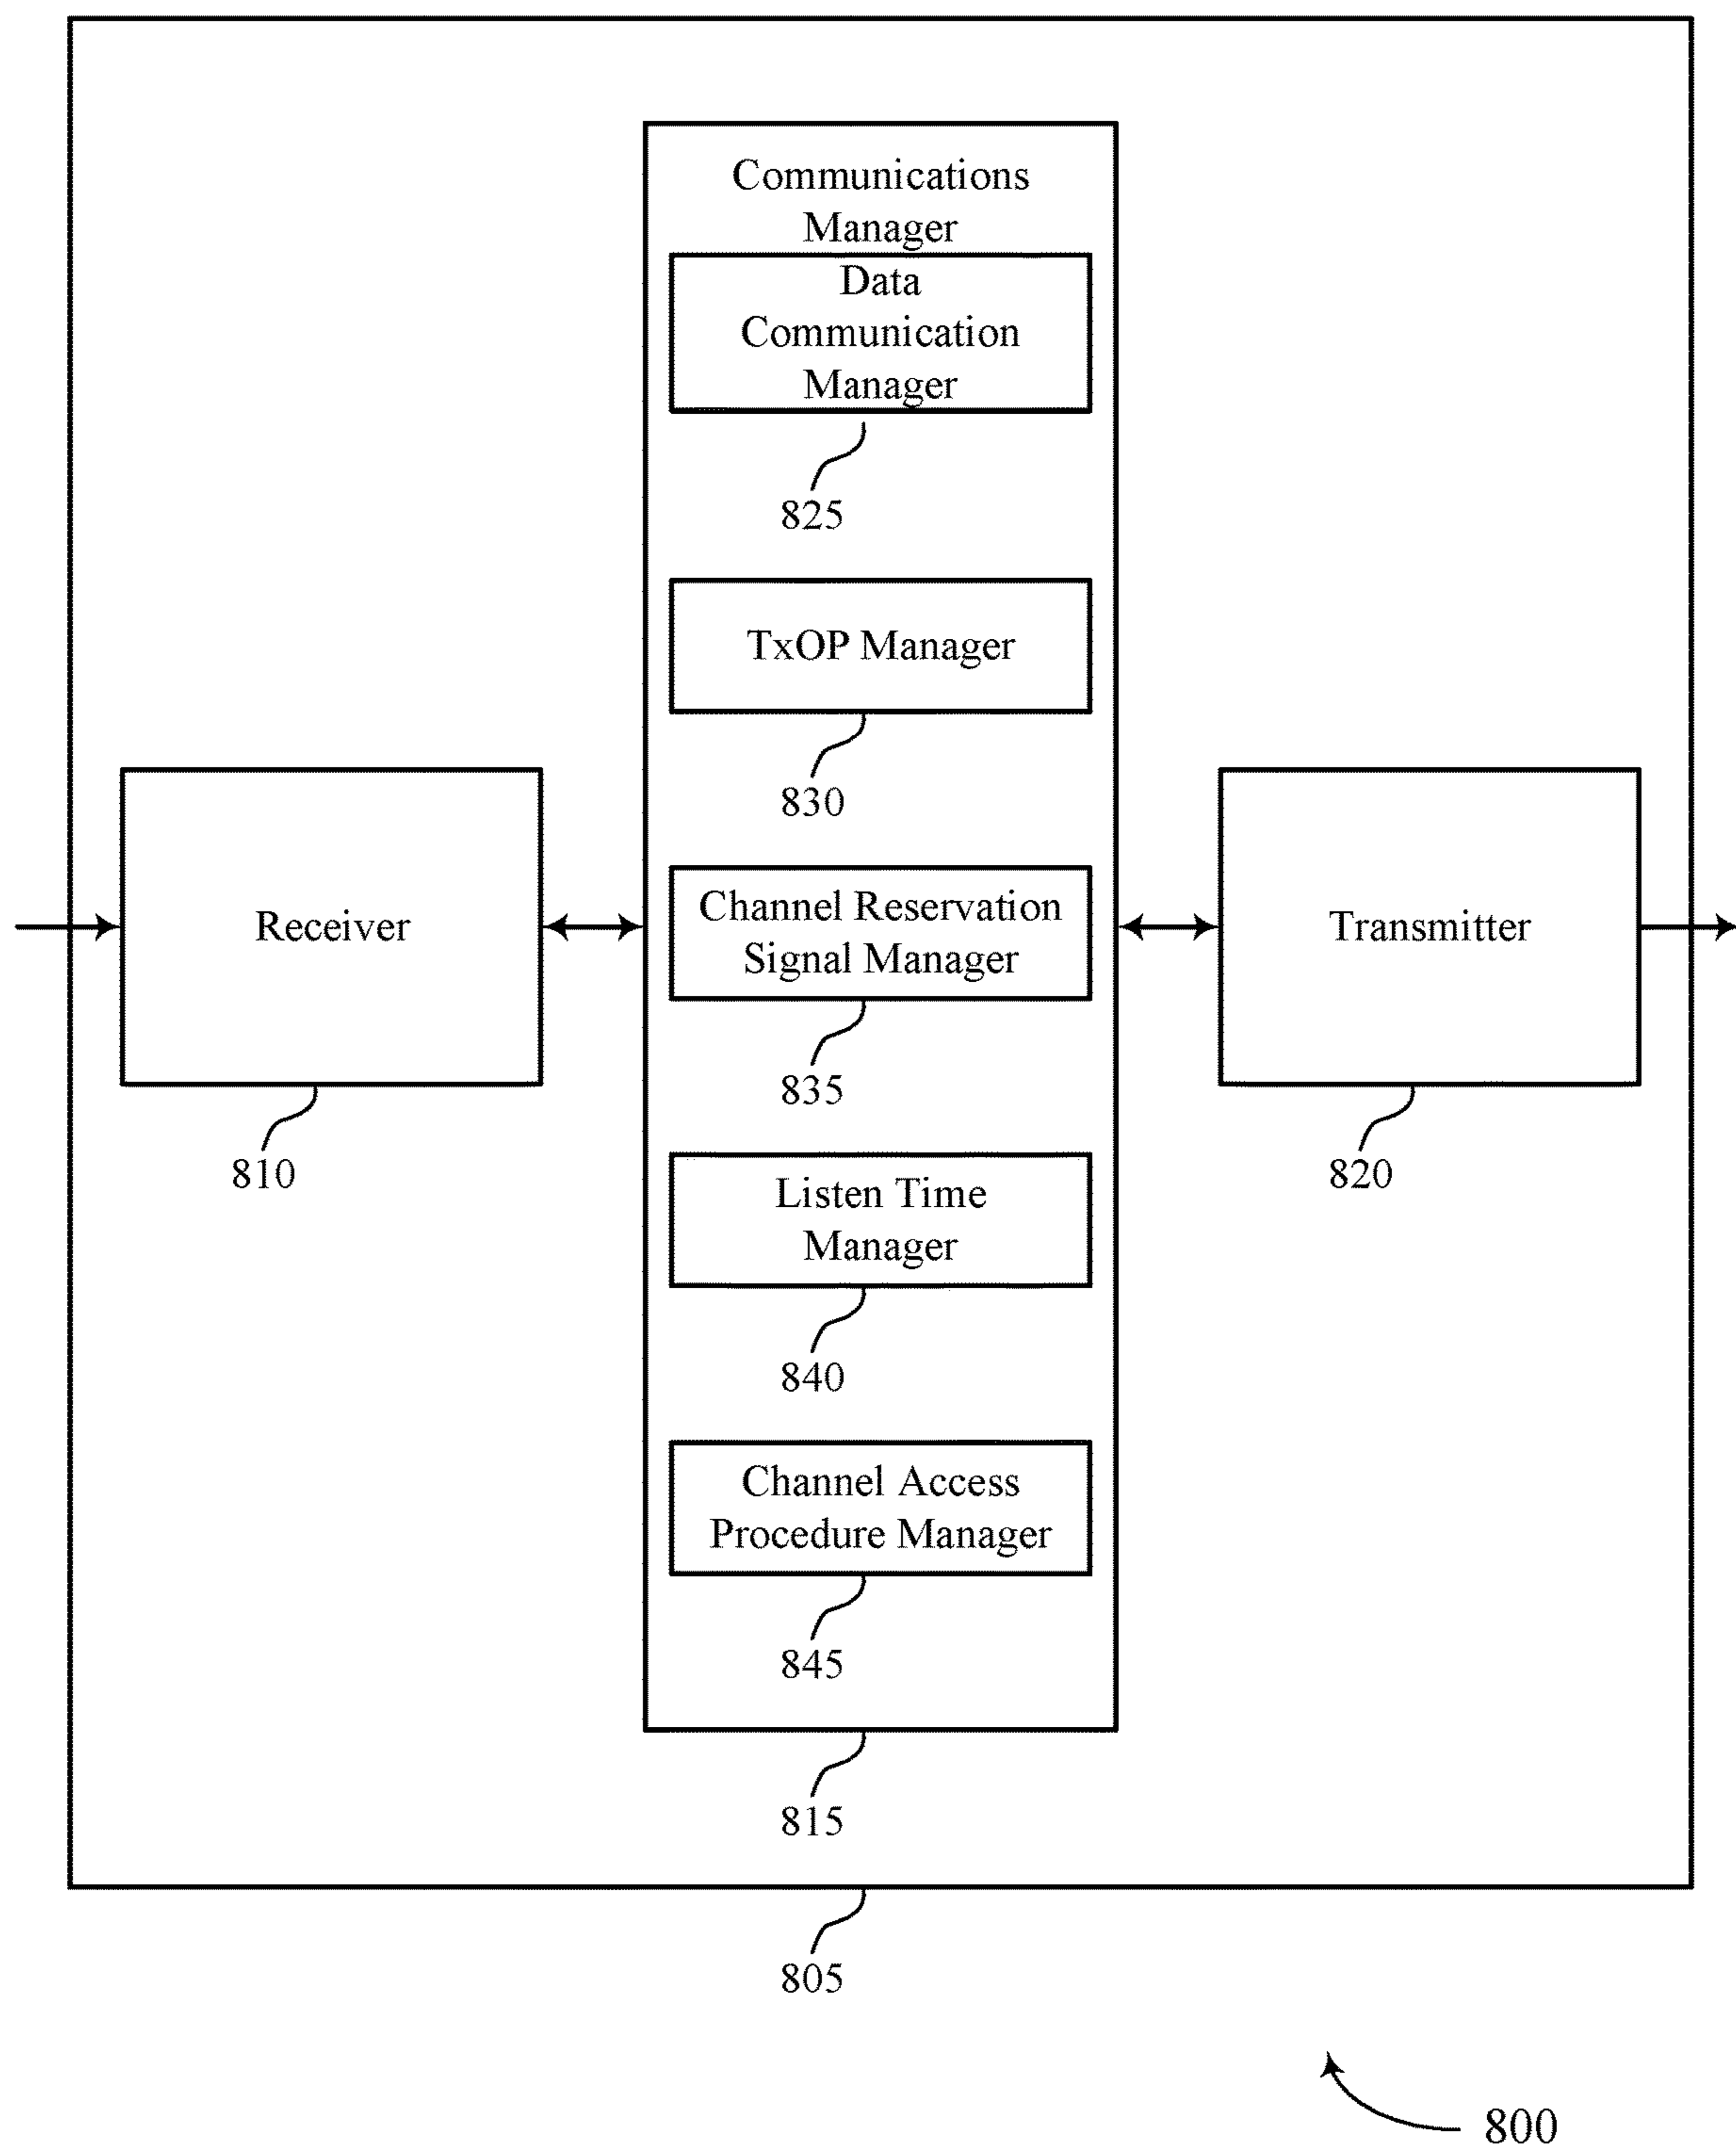 Communications
Manager
Data
Communication
Manager
825
TxOP Manager
830
Receiver
810
Channel Reservation
Signal Manager
835
Transmitter
820
Listen Time
Manager
840
Channel Access
Procedure Manager
845
815
805
800